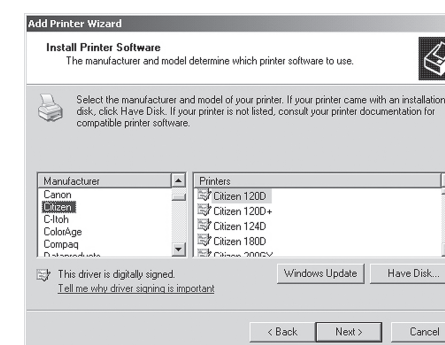 Add Printer Wizard
Install Printer Software
The manufacturer and model determine which printer software to use.
Select the manufacturer and model of your printer. If your printer came with an installation
disk, click Have Disk. If your printer is not listed, consult your printer documentation for
compatible printer software.
Manufacturer
Canon
Citizen
C-Itoh
ColorAge
Compaq
Dataproducts
Printers
Citizen 120D
Citizen 120D+
Citizen 124D
Citizen 180D
Citizen 200GX
This driver is digitally signed.
Tell me why driver signing is important
Windows Update
Have Disk...
< Back
Next >
Cancel